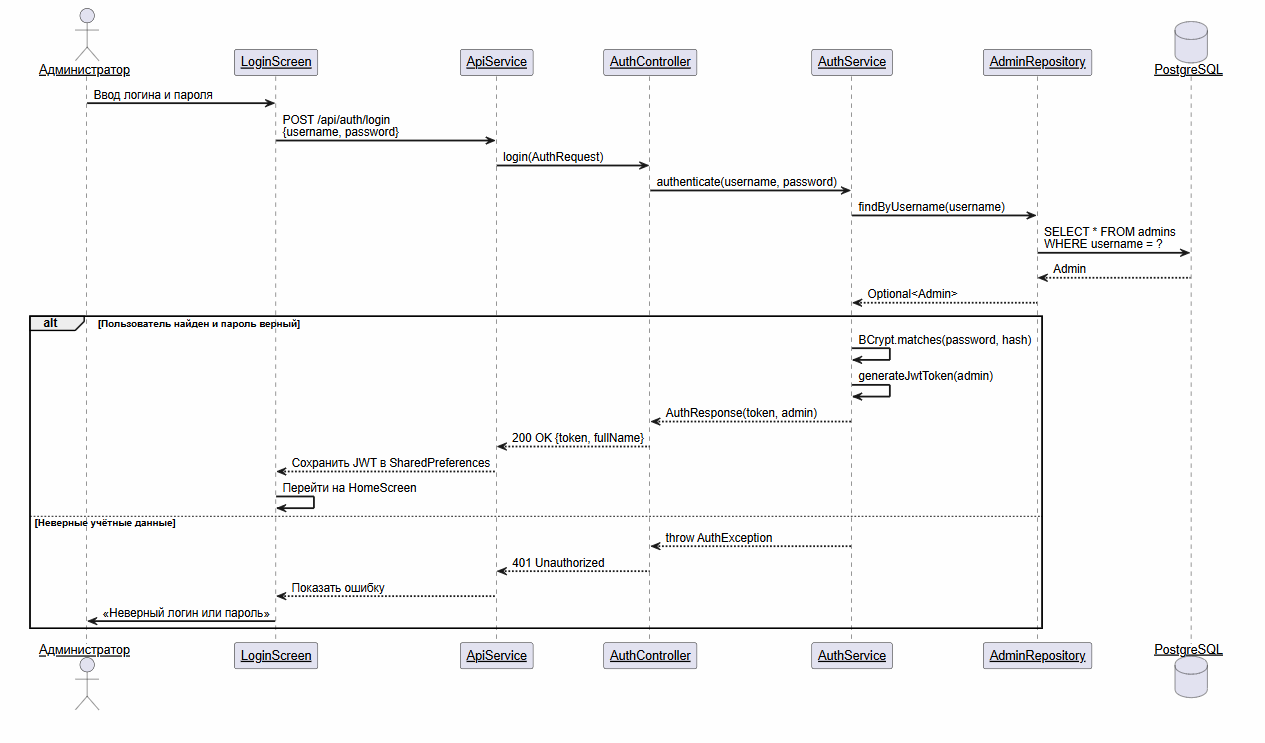 Администратор
LoginScreen
ApiService
AuthController
AuthService
AdminRepository
PostgreSQL
Ввод логина и пароля
POST /api/auth/login
{username, password}
login(AuthRequest)
authenticate(username, password)
findByUsername(username)
SELECT * FROM admins
WHERE username = ?
Admin
Optional<Admin>
alt
[Пользователь найден и пароль верный]
BCrypt.matches(password, hash)
generateJwtToken(admin)
AuthResponse(token, admin)
200 OK {token, fullName}
Сохранить JWT в SharedPreferences
Перейти на HomeScreen
[Неверные учётные данные]
throw AuthException
401 Unauthorized
Показать ошибку
«Неверный логин или пароль»
Администратор
LoginScreen
ApiService
AuthController
AuthService
AdminRepository
PostgreSQL